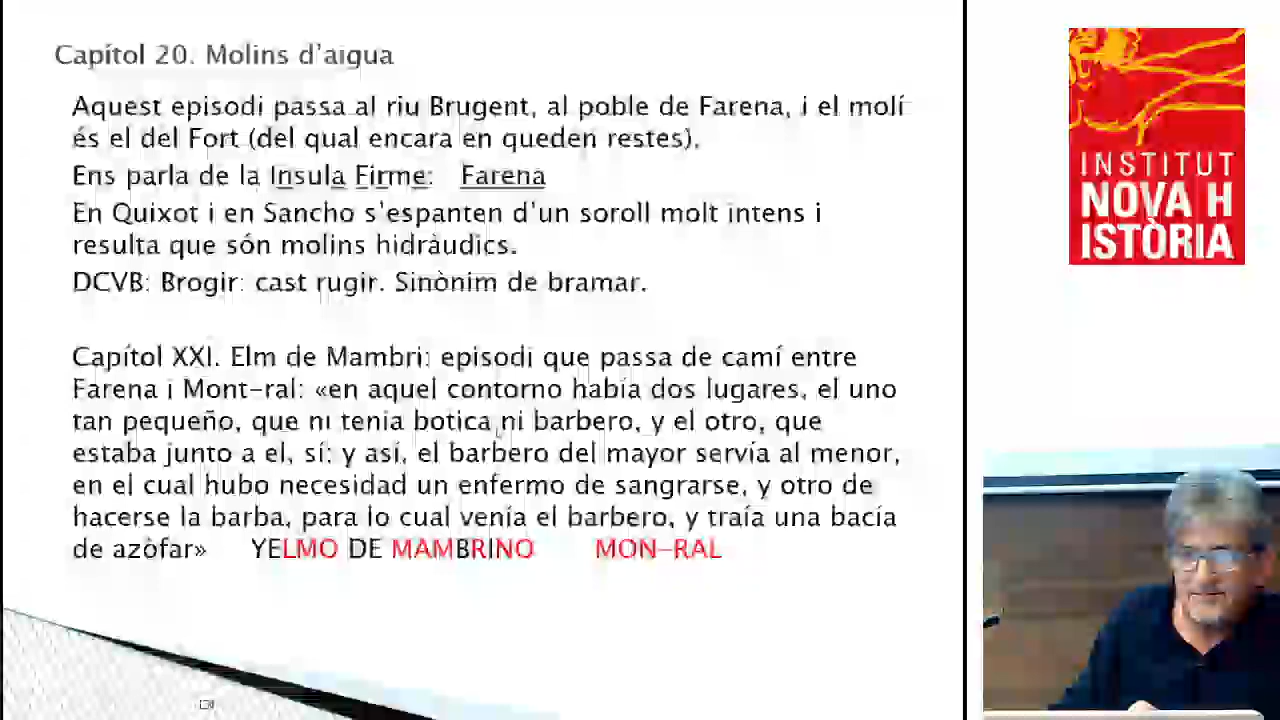 Capítol 20. Molins d'aigua
Aquest episodi passa al riu Brugent, al poble de Farena, i el molí
és el del Fort (del qual encara en queden restes).
Ens parla de la Insula Firme: Farena
En Quixot i en Sancho s'espanten d'un soroll molt intens i
resulta que són molins hidràudics.
DCVB: Brogir: cast rugir. Sinònim de bramar.
Capítol XXI. Elm de Mambri: episodi que passa de camí entre
Farena i Mont-ral: «en aquel contorno había dos lugares, el uno
tan pequeño, que ni tenia botica ni barbero, y el otro, que
estaba junto a el, sí: y así, el barbero del mayor servía al menor,
en el cual hubo necesidad un enfermo de sangrarse, y otro de
hacerse la barba, para lo cual venía el barbero, y traía una bacía
de azòfar» YELMO DE MAMBRINO MON-RAL
INSTITUT
NOVA H
ISTÒRIA